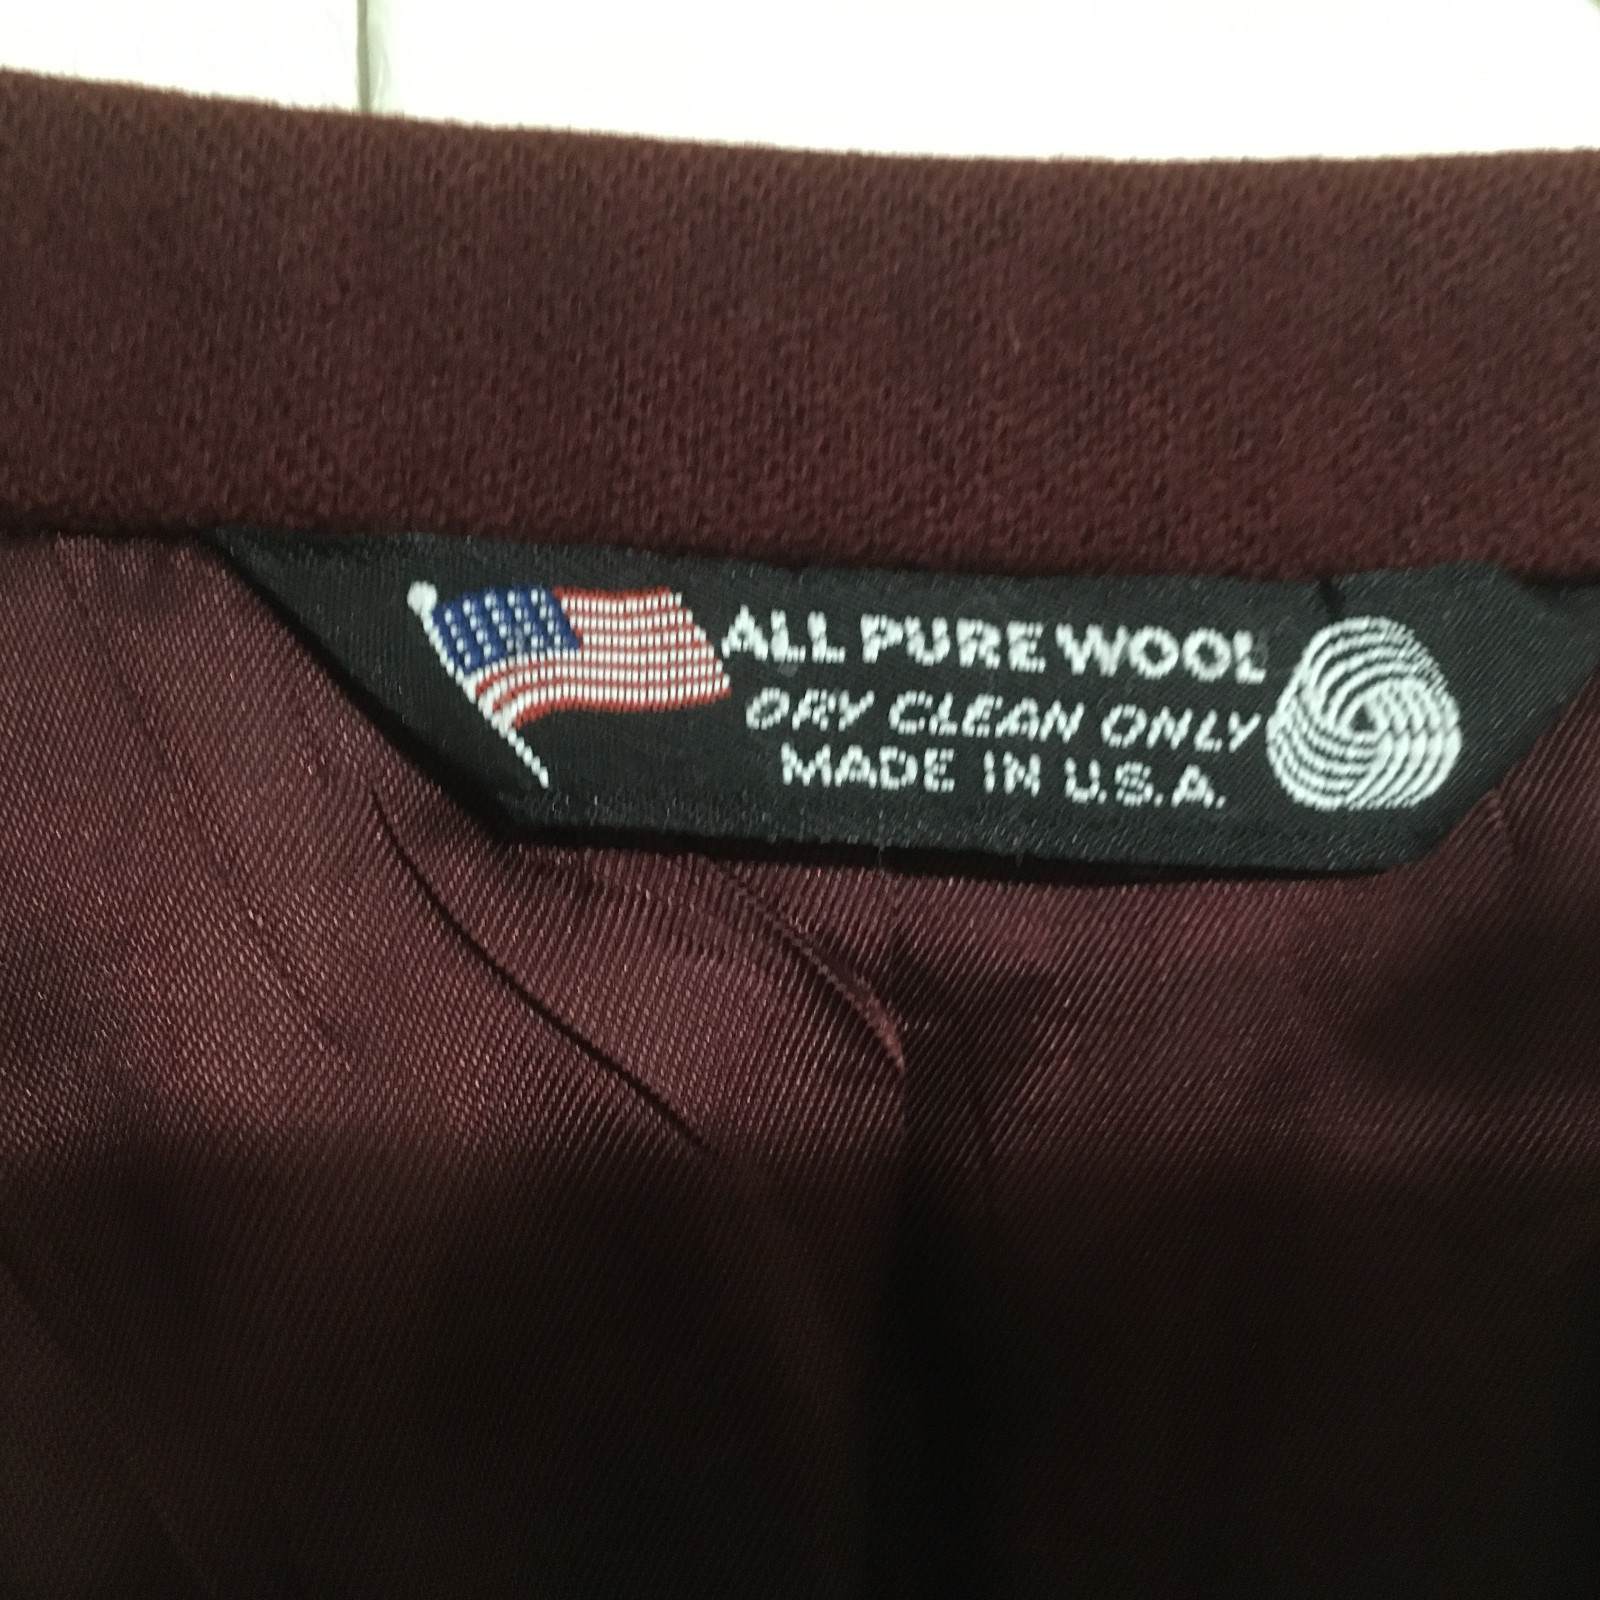 ALL PURE WOOL
DRY CLEAN ONLY
MADE IN U.S.A.